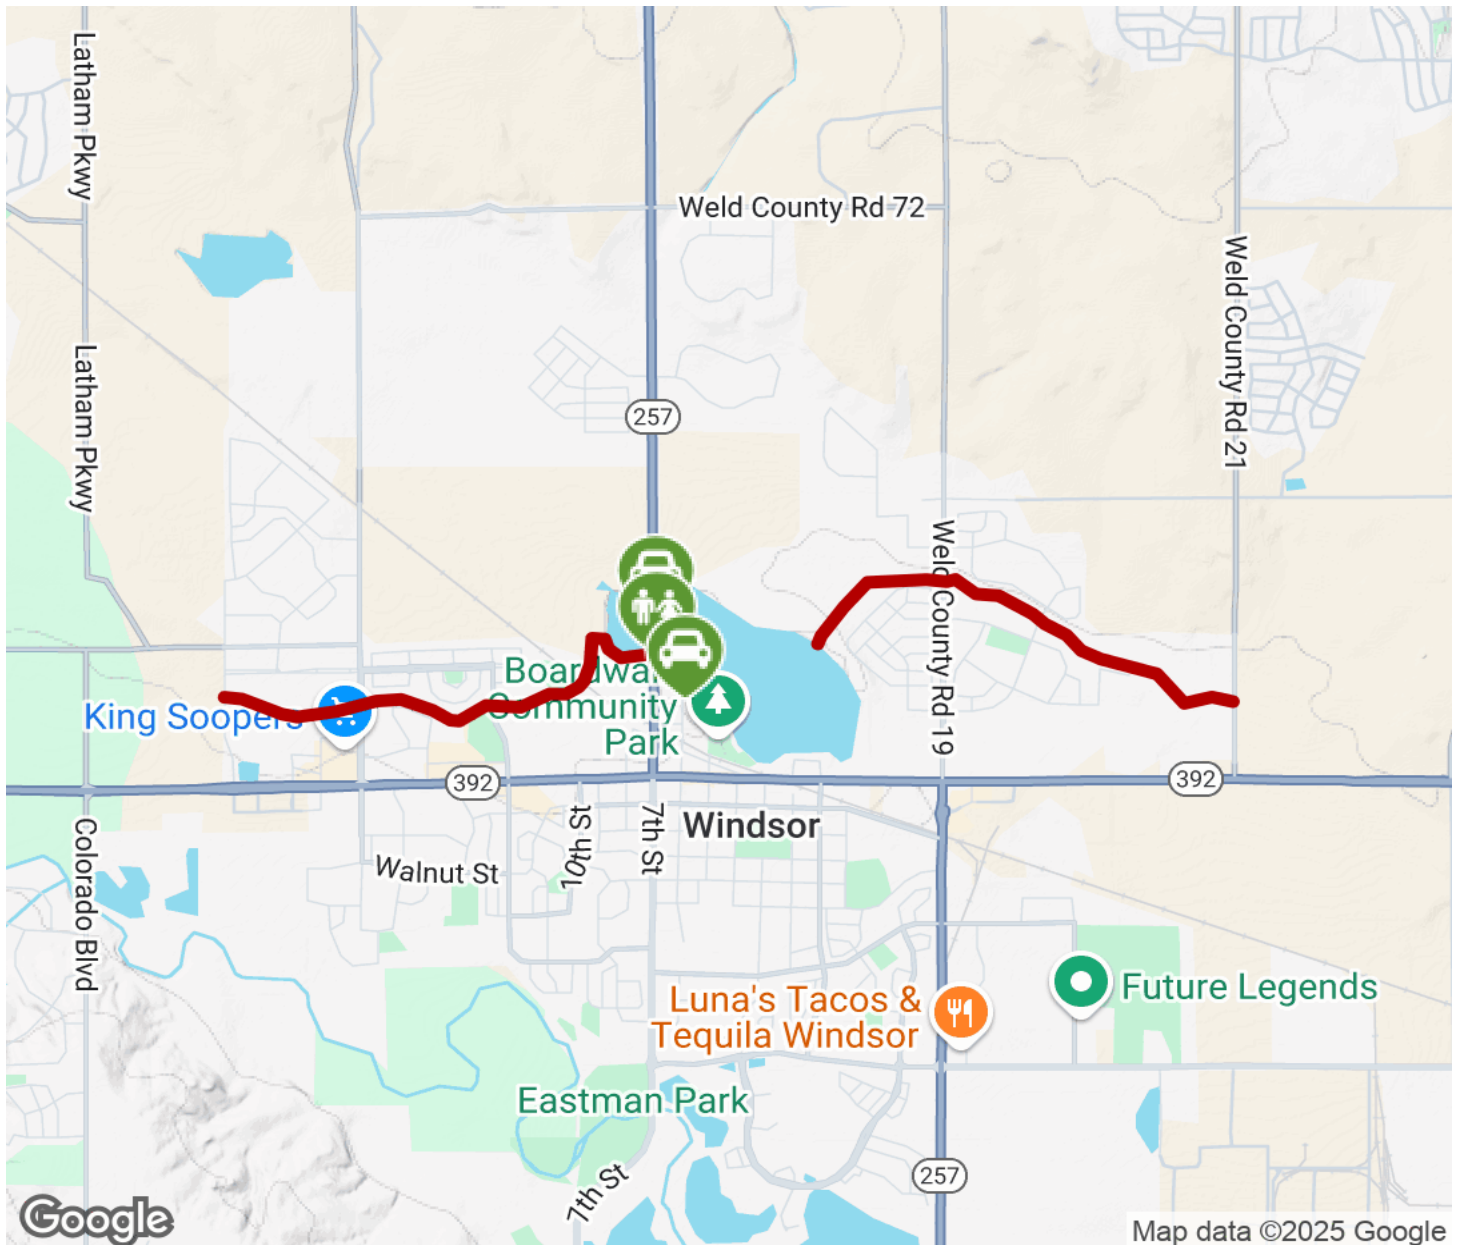 Latham Pkwy
Weld County Rd 72
Weld County Rd 21
Latham Pkwy
257
Weld County Rd 19
Boardwal
Community
Park
King Soopers
392
392
Windsor
10th St
7th St
Walnut St
Colorado Blvd
Luna's Tacos &
Tequila Windsor
Future Legends
Eastman Park
257
7th St
Google
Map data ©2025 Google